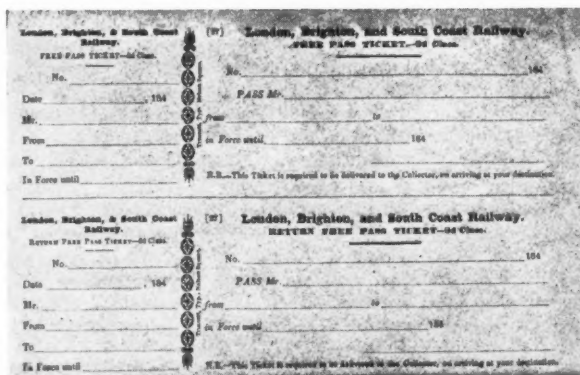 London, Brighton, & South Coast
Railway.
FREE PASS TICKET—2d Class.
No.
Date , 184
Mr.
From
To
In Force until
[27] London, Brighton, and South Coast Railway.
FREE PASS TICKET—2d Class.
No. 184
PASS Mr.
from to
in Force until 184
N.B.—This Ticket is required to be delivered to the Collector, on arriving at your destination.
London, Brighton, & South Coast
Railway.
RETURN FREE PASS TICKET—2d Class.
No.
Date , 184
Mr.
From
To
In Force until
[27] London, Brighton, and South Coast Railway.
RETURN FREE PASS TICKET—2d Class.
No. 184
PASS Mr.
from to
in Force until 184
N.B.—This Ticket is required to be delivered to the Collector, on arriving at your destination.